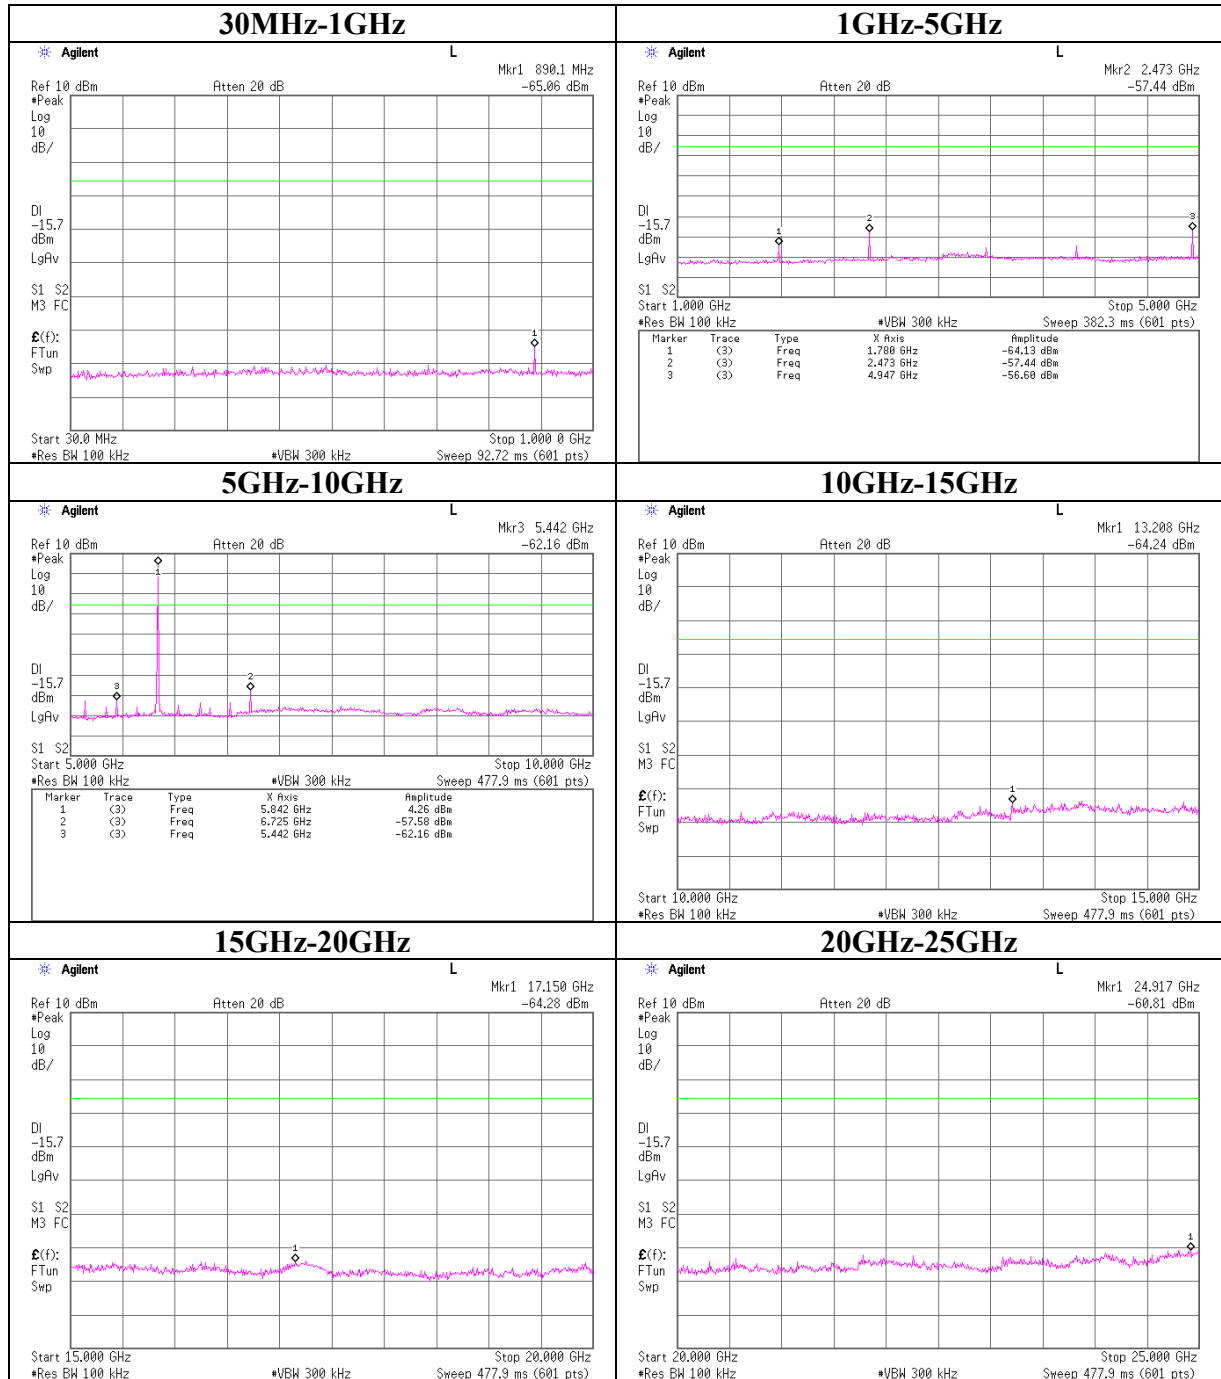 30MHz-1GHz
Agilent L
Mkr1 890.1 MHz
Ref 10 dBm Atten 20 dB -65.06 dBm
#Peak
Log
10
dB/
DI
-15.7
dBm
LgAv
S1 S2
M3 FC
£(f):
FTun
Swp
1
Start 30.0 MHz Stop 1.000 0 GHz
#Res BW 100 kHz #VBW 300 kHz Sweep 92.72 ms (601 pts)
1GHz-5GHz
Agilent L
Mkr2 2.473 GHz
Ref 10 dBm Atten 20 dB -57.44 dBm
#Peak
Log
10
dB/
DI
-15.7
dBm
LgAv
S1 S2
1 2 3
Start 1.000 GHz Stop 5.000 GHz
#Res BW 100 kHz #VBW 300 kHz Sweep 382.3 ms (601 pts)
Marker Trace Type X Axis Amplitude
1 (3) Freq 1.780 GHz -64.13 dBm
2 (3) Freq 2.473 GHz -57.44 dBm
3 (3) Freq 4.947 GHz -56.60 dBm
5GHz-10GHz
Agilent L
Mkr3 5.442 GHz
Ref 10 dBm Atten 20 dB -62.16 dBm
#Peak
Log
10
dB/
DI
-15.7
dBm
LgAv
S1 S2
3 1 2
Start 5.000 GHz Stop 10.000 GHz
#Res BW 100 kHz #VBW 300 kHz Sweep 477.9 ms (601 pts)
Marker Trace Type X Axis Amplitude
1 (3) Freq 5.842 GHz 4.26 dBm
2 (3) Freq 6.725 GHz -57.58 dBm
3 (3) Freq 5.442 GHz -62.16 dBm
10GHz-15GHz
Agilent L
Mkr1 13.208 GHz
Ref 10 dBm Atten 20 dB -64.24 dBm
#Peak
Log
10
dB/
DI
-15.7
dBm
LgAv
S1 S2
M3 FC
£(f):
FTun
Swp
1
Start 10.000 GHz Stop 15.000 GHz
#Res BW 100 kHz #VBW 300 kHz Sweep 477.9 ms (601 pts)
15GHz-20GHz
Agilent L
Mkr1 17.150 GHz
Ref 10 dBm Atten 20 dB -64.28 dBm
#Peak
Log
10
dB/
DI
-15.7
dBm
LgAv
S1 S2
M3 FC
£(f):
FTun
Swp
1
Start 15.000 GHz Stop 20.000 GHz
#Res BW 100 kHz #VBW 300 kHz Sweep 477.9 ms (601 pts)
20GHz-25GHz
Agilent L
Mkr1 24.917 GHz
Ref 10 dBm Atten 20 dB -60.81 dBm
#Peak
Log
10
dB/
DI
-15.7
dBm
LgAv
S1 S2
M3 FC
£(f):
FTun
Swp
1
Start 20.000 GHz Stop 25.000 GHz
#Res BW 100 kHz #VBW 300 kHz Sweep 477.9 ms (601 pts)